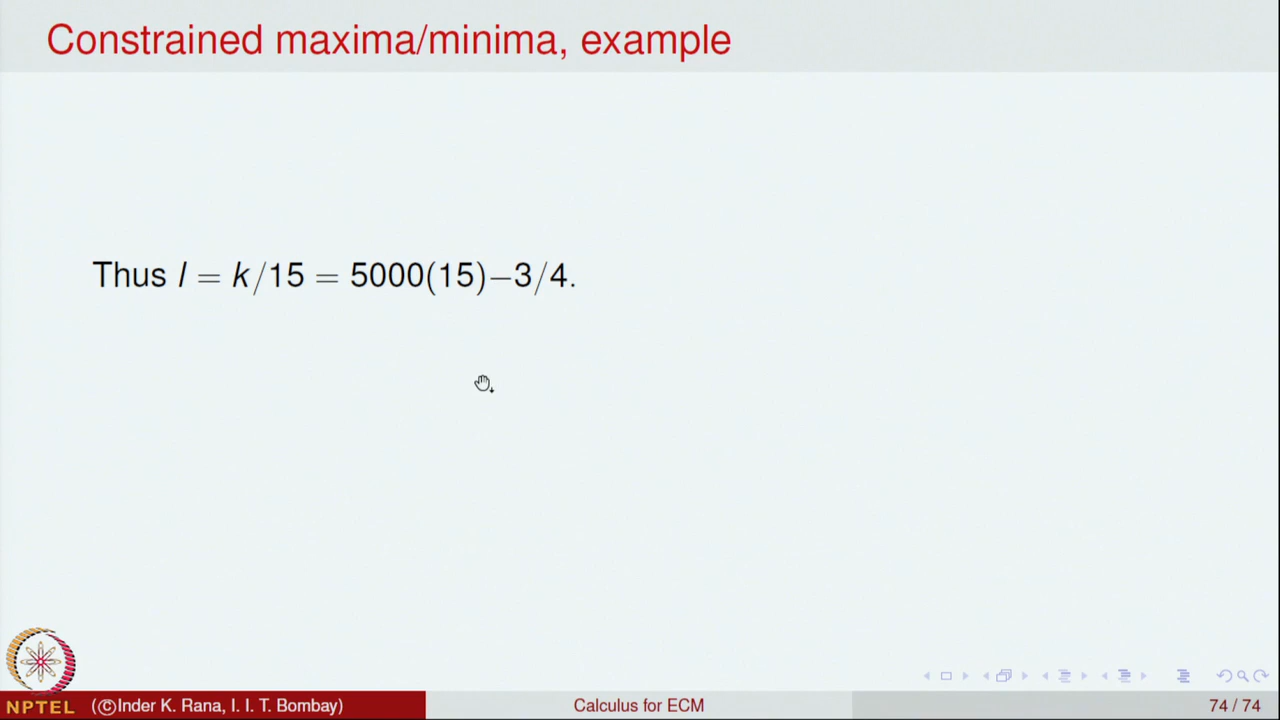 Constrained maxima/minima, example
Thus l = k/15 = 5000(15)−3/4.
NPTEL
(©Inder K. Rana, I. I. T. Bombay)
Calculus for ECM
74 / 74